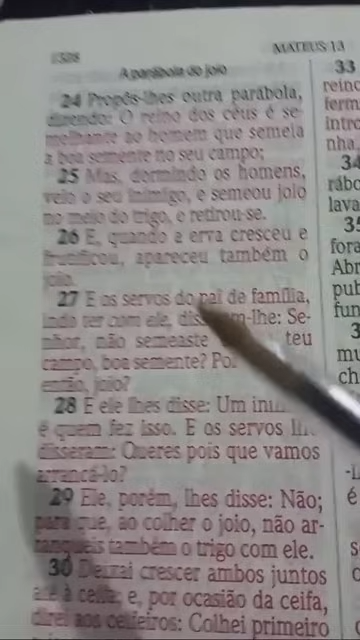 1328
MATEUS 13
A parábola do joio
24 Propôs-lhes outra parábola,
dizendo: O reino dos céus é se-
melhante ao homem que semeia
a boa semente no seu campo;
25 Mas, dormindo os homens,
veio o seu inimigo, e semeou joio
no meio do trigo, e retirou-se.
26 E, quando a erva cresceu e
frutificou, apareceu também o
joio.
27 E os servos do pai de família,
indo ter com ele, -lhe: Se-
nhor, não semeaste teu
campo, boa semente?
então, joio?
28 E ele lhes disse: Um
é quem fez isso. E os servos
disseram: Queres pois que vamos
arrancá-lo?
29 Ele, porém, lhes disse: Não;
para que, ao colher o joio, não ar-
ranqueis também o trigo com ele.
30 Deixai crescer ambos juntos
até à ceifa; e, por ocasião da ceifa,
direi aos ceifeiros: Colhei primeiro
33
reino
ferm
intro
nha
34
rábo
lava
35
fora
Abr
pub
fun
3
mu
ch
é